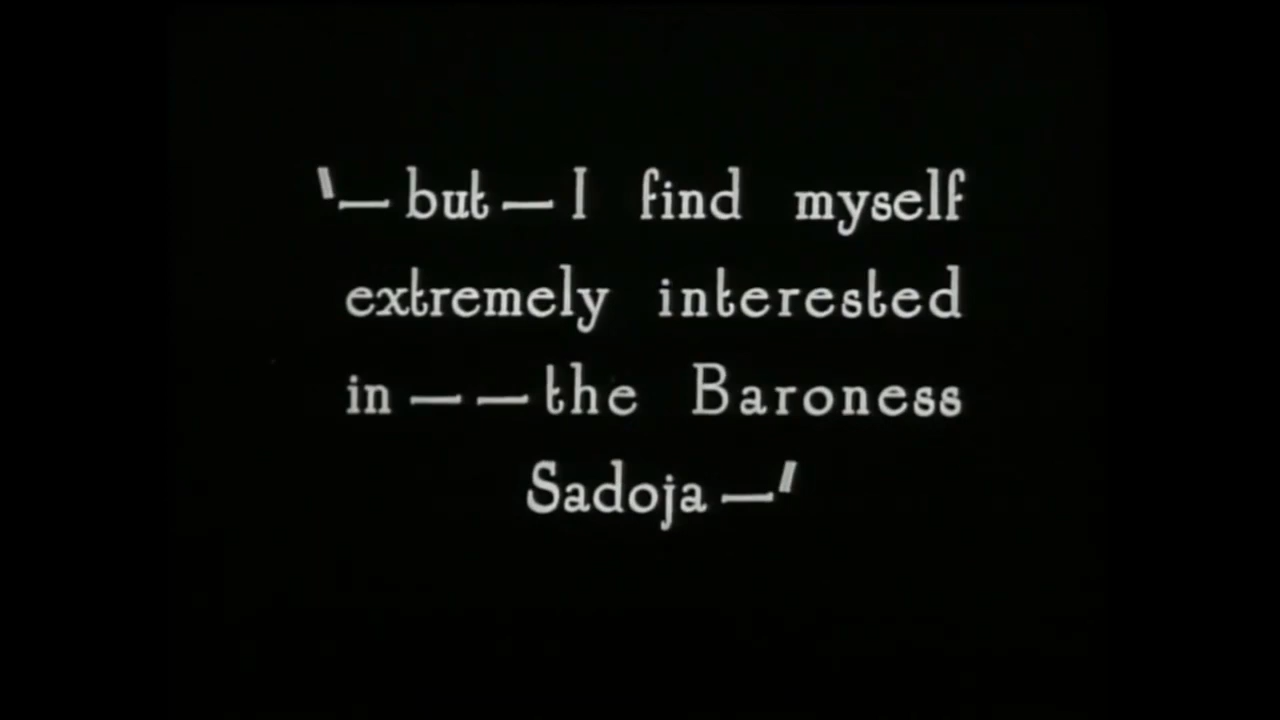 "—but—I find myself
extremely interested
in——the Baroness
Sadoja—"